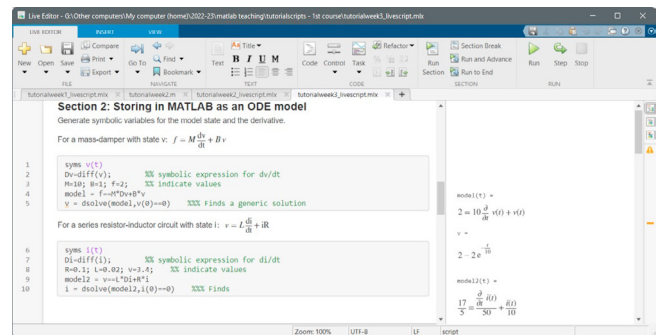 Live Editor - G:\Other computers\My computer (home)\2022-23\matlab teaching\tutorialscripts - 1st course\tutorialweek3_livescript.mlx
LIVE EDITOR INSERT VIEW
New Open Save Compare Print Export Go To Find Bookmark Text Title B I U M Code Control Task Refactor Run Section Section Break Run and Advance Run to End Run Step Stop
FILE NAVIGATE TEXT CODE SECTION RUN
tutorialweek1_livescript.mlx tutorialweek2.m tutorialweek2_livescript.mlx tutorialweek3_livescript.mlx
Section 2: Storing in MATLAB as an ODE model
Generate symbolic variables for the model state and the derivative.
For a mass-damper with state v: f = M dv/dt + B v
1 syms v(t)
2 Dv=diff(v); %% symbolic expression for dv/dt
3 M=10; B=1; f=2; %% indicate values
4 model = f==M*Dv+B*v
5 v = dsolve(model,v(0)==0) %%% Finds a generic solution
For a series resistor-inductor circuit with state i: v = L di/dt + iR
6 syms i(t)
7 Di=diff(i); %% symbolic expression for di/dt
8 R=0.1; L=0.02; v=3.4; %% indicate values
9 model2 = v==L*Di+R*i
10 i = dsolve(model2,i(0)==0) %%% Finds
model(t) =
2 = 10 ∂/∂t v(t) + v(t)
v =
2 - 2 e^(-t/10)
model2(t) =
17/5 = (∂/∂t i(t))/50 + i(t)/10
Zoom: 100% UTF-8 LF script